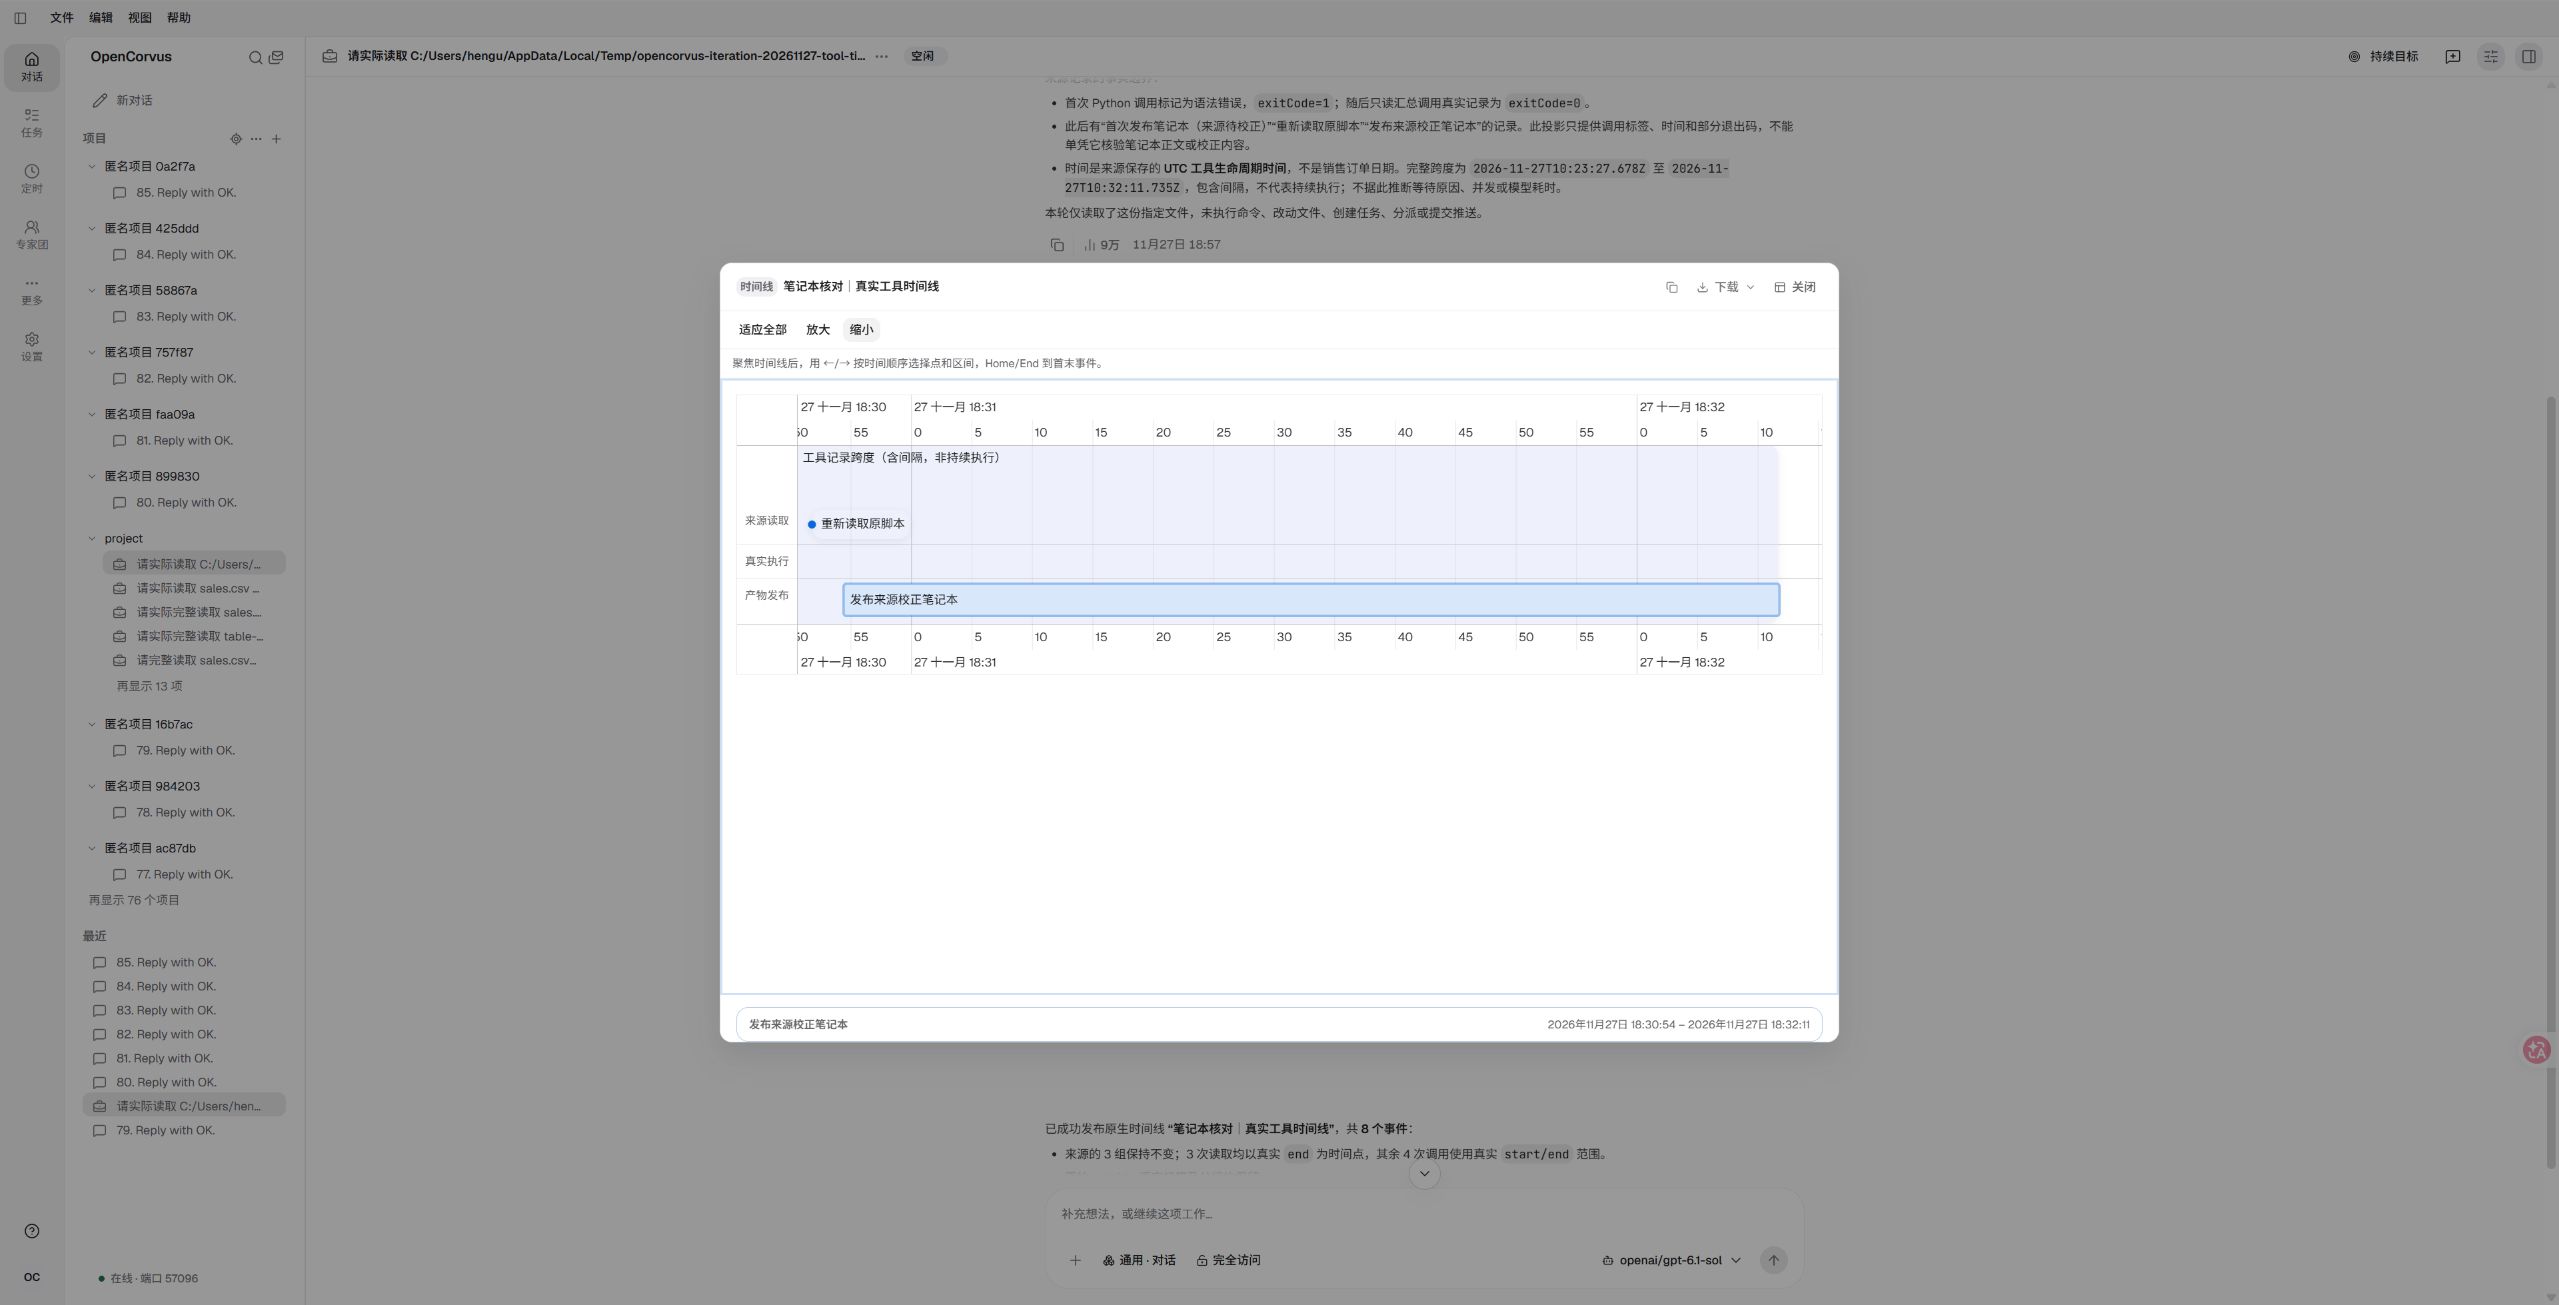 文件 编辑 视图 帮助
对话
任务
定时
专家团
更多
设置
OC
OpenCorvus
新对话
项目
匿名项目 0a2f7a
85. Reply with OK.
匿名项目 425ddd
84. Reply with OK.
匿名项目 58867a
83. Reply with OK.
匿名项目 757f87
82. Reply with OK.
匿名项目 faa09a
81. Reply with OK.
匿名项目 899830
80. Reply with OK.
project
请实际读取 C:/Users/...
请实际读取 sales.csv ...
请实际完整读取 sales....
请实际完整读取 table-...
请完整读取 sales.csv...
再显示 13 项
匿名项目 16b7ac
79. Reply with OK.
匿名项目 984203
78. Reply with OK.
匿名项目 ac87db
77. Reply with OK.
再显示 76 个项目
最近
85. Reply with OK.
84. Reply with OK.
83. Reply with OK.
82. Reply with OK.
81. Reply with OK.
80. Reply with OK.
请实际读取 C:/Users/hen...
79. Reply with OK.
在线 · 端口 57096
请实际读取 C:/Users/hengu/AppData/Local/Temp/opencorvus-iteration-20261127-tool-ti... ··· 空闲
持续目标
首次 Python 调用标记为语法错误，exitCode=1；随后只读汇总调用真实记录为 exitCode=0。
此后有“首次发布笔记本（来源待校正）”“重新读取原脚本”“发布来源校正笔记本”的记录。此投影只提供调用标签、时间和部分退出码，不能
单凭它核验笔记本正文或校正内容。
时间是来源保存的 UTC 工具生命周期时间，不是销售订单日期。完整跨度为 2026-11-27T10:23:27.678Z 至 2026-11-
27T10:32:11.735Z，包含间隔，不代表持续执行；不据此推断等待原因、并发或模型耗时。
本轮仅读取了这份指定文件，未执行命令、改动文件、创建任务、分派或提交推送。
9万 11月27日 18:57
时间线 笔记本核对｜真实工具时间线
下载
关闭
适应全部 放大 缩小
聚焦时间线后，用 ←/→ 按时间顺序选择点和区间，Home/End 到首末事件。
27 十一月 18:30 27 十一月 18:31 27 十一月 18:32
55 0 5 10 15 20 25 30 35 40 45 50 55 0 5 10
工具记录跨度（含间隔，非持续执行）
来源读取
重新读取原脚本
真实执行
产物发布
发布来源校正笔记本
55 0 5 10 15 20 25 30 35 40 45 50 55 0 5 10
27 十一月 18:30 27 十一月 18:31 27 十一月 18:32
发布来源校正笔记本
2026年11月27日 18:30:54 – 2026年11月27日 18:32:11
已成功发布原生时间线 “笔记本核对｜真实工具时间线”，共 8 个事件：
来源的 3 组保持不变；3 次读取均以真实 end 为时间点，其余 4 次调用使用真实 start/end 范围。
补充想法，或继续这项工作...
通用 · 对话
完全访问
openai/gpt-6.1-sol